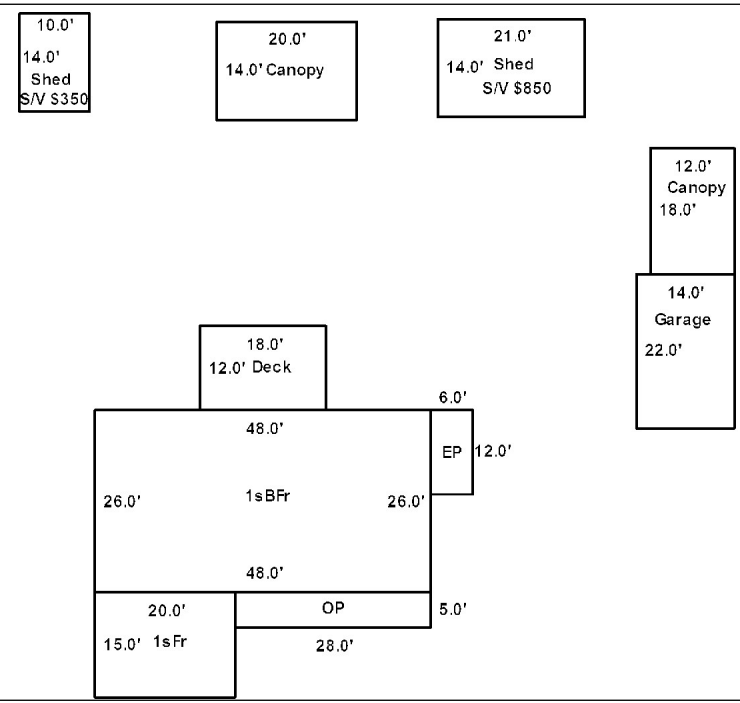 10.0'
14.0'
Shed
S/V $350
20.0'
14.0' Canopy
21.0'
14.0' Shed
S/V $850
12.0'
Canopy
18.0'
14.0'
Garage
22.0'
18.0'
12.0' Deck
6.0'
48.0'
EP 12.0'
26.0' 1sBFr 26.0'
48.0'
20.0' OP 5.0'
15.0' 1sFr 28.0'